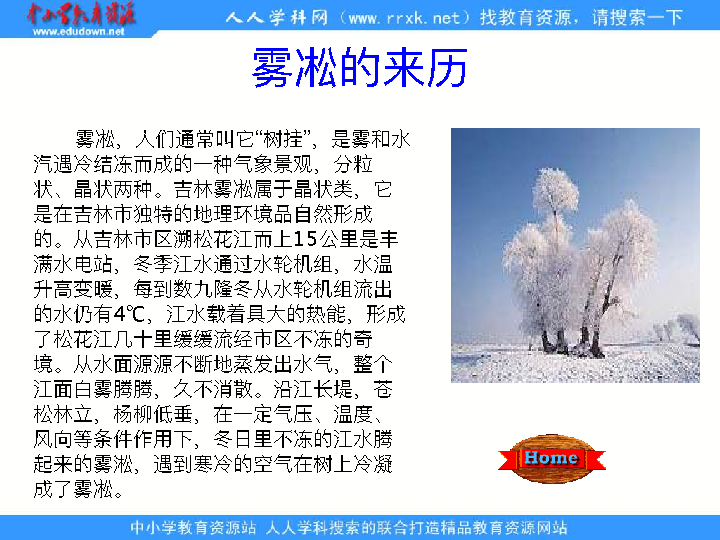 中小学教育资源
www.edudown.net
人人学科网（www.rrxk.net）找教育资源，请搜索一下
雾凇的来历
雾凇，人们通常叫它“树挂”，是雾和水
汽遇冷结冻而成的一种气象景观，分粒
状、晶状两种。吉林雾凇属于晶状类，它
是在吉林市独特的地理环境品自然形成
的。从吉林市区溯松花江而上15公里是丰
满水电站，冬季江水通过水轮机组，水温
升高变暖，每到数九隆冬从水轮机组流出
的水仍有4℃，江水载着具大的热能，形成
了松花江几十里缓缓流经市区不冻的奇
境。从水面源源不断地蒸发出水气，整个
江面白雾腾腾，久不消散。沿江长堤，苍
松林立，杨柳低垂，在一定气压、温度、
风向等条件作用下，冬日里不冻的江水腾
起来的雾凇，遇到寒冷的空气在树上冷凝
成了雾凇。
Home
中小学教育资源站 人人学科搜索的联合打造精品教育资源网站